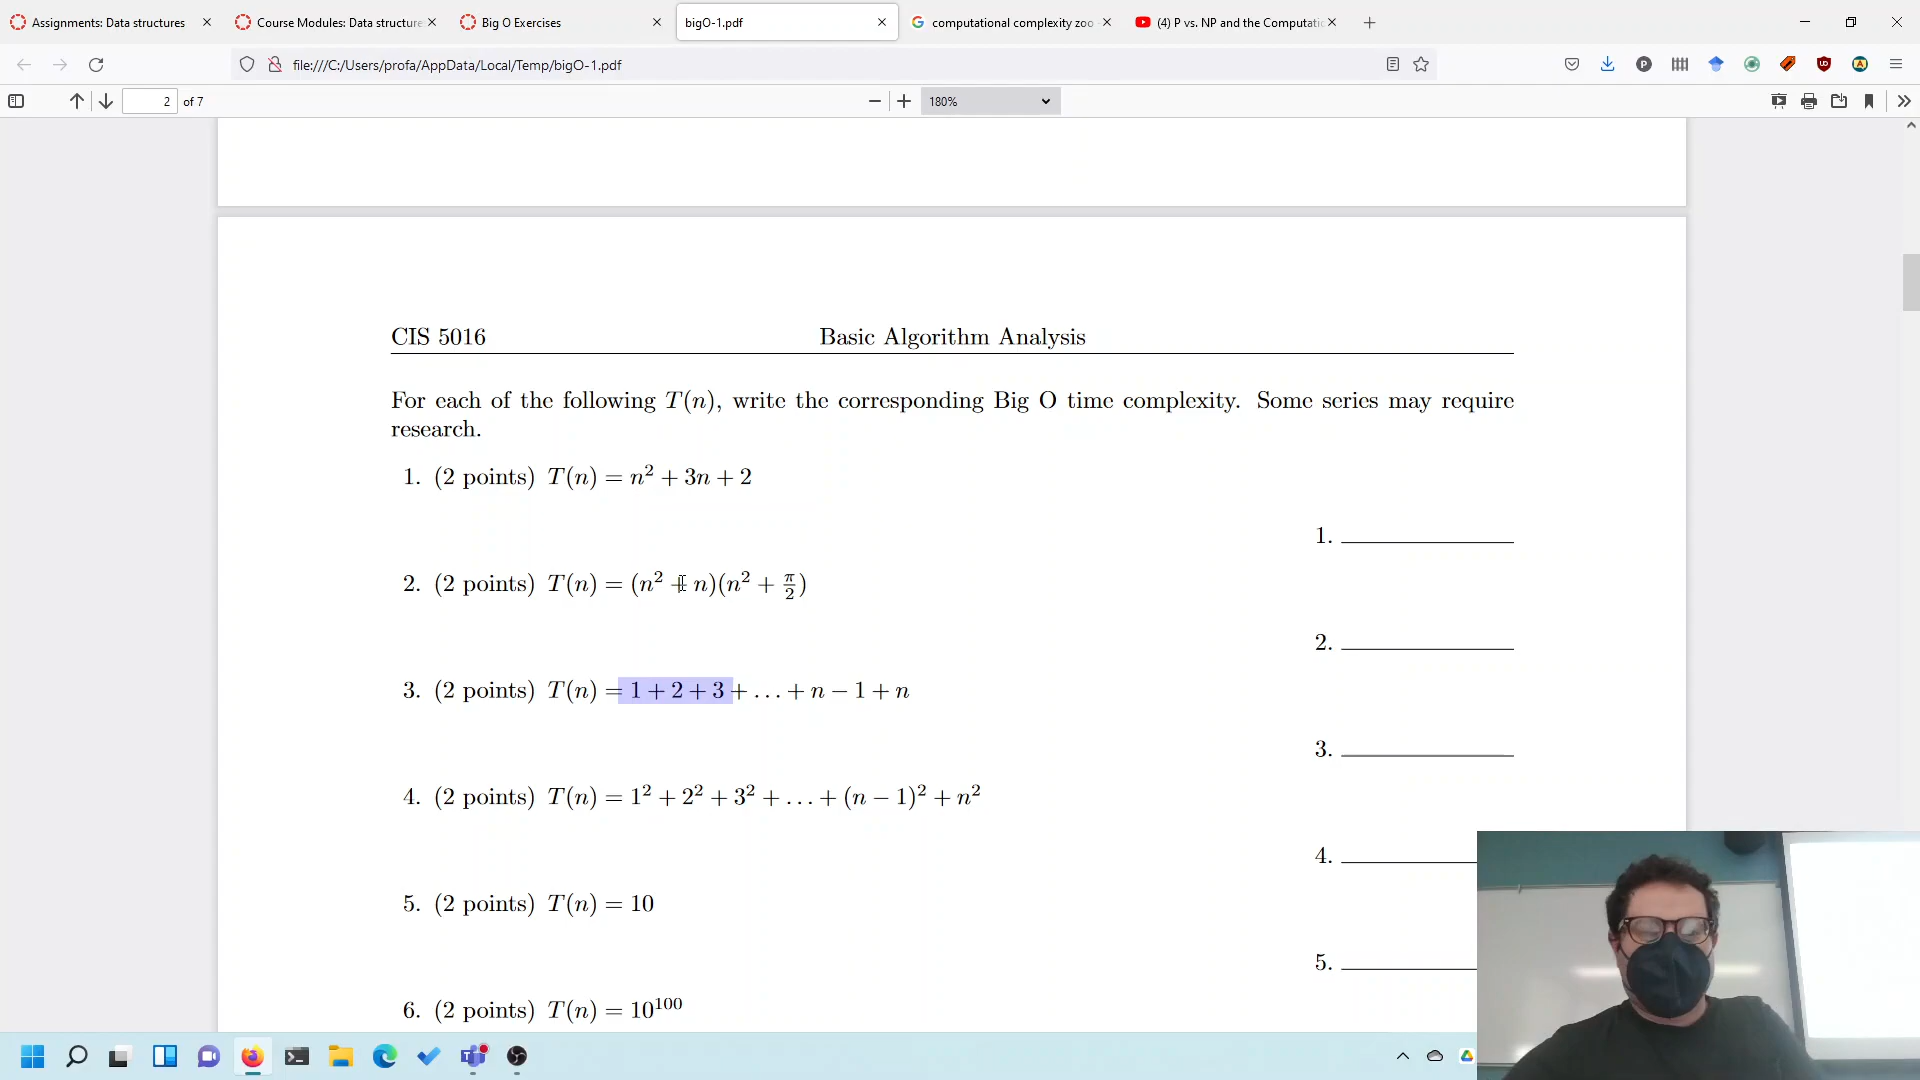 Assignments: Data structures
Course Modules: Data structure
Big O Exercises
bigO-1.pdf
computational complexity zoo
(4) P vs. NP and the Computatio
file:///C:/Users/profa/AppData/Local/Temp/bigO-1.pdf
2 of 7
180%
CIS 5016 Basic Algorithm Analysis
For each of the following T(n), write the corresponding Big O time complexity. Some series may require
research.
1. (2 points) T(n) = n² + 3n + 2
1.
2. (2 points) T(n) = (n² + n)(n² + π/2)
2.
3. (2 points) T(n) = 1 + 2 + 3 + . . . + n − 1 + n
3.
4. (2 points) T(n) = 1² + 2² + 3² + . . . + (n − 1)² + n²
4.
5. (2 points) T(n) = 10
5.
6. (2 points) T(n) = 10¹⁰⁰